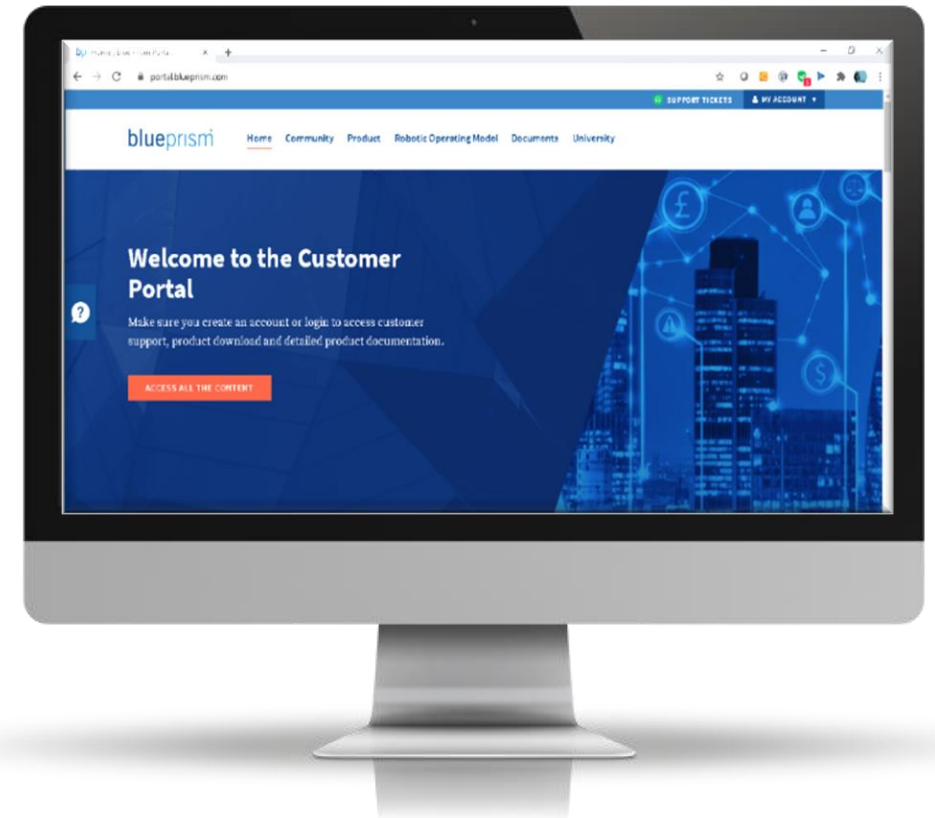 portal.blueprism.com
SUPPORT TICKETS MY ACCOUNT
blueprism Home Community Product Robotic Operating Model Documents University
Welcome to the Customer
Portal
Make sure you create an account or login to access customer
support, product download and detailed product documentation.
ACCESS ALL THE CONTENT